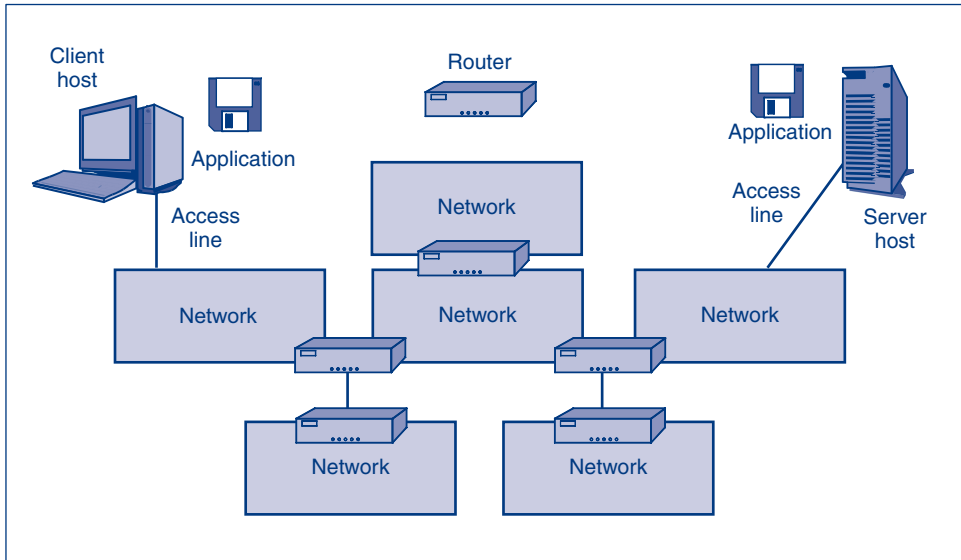 Client
host
Application
Router
Application
Access
line
Access
line
Server
host
Network
Network
Network
Network
Network
Network